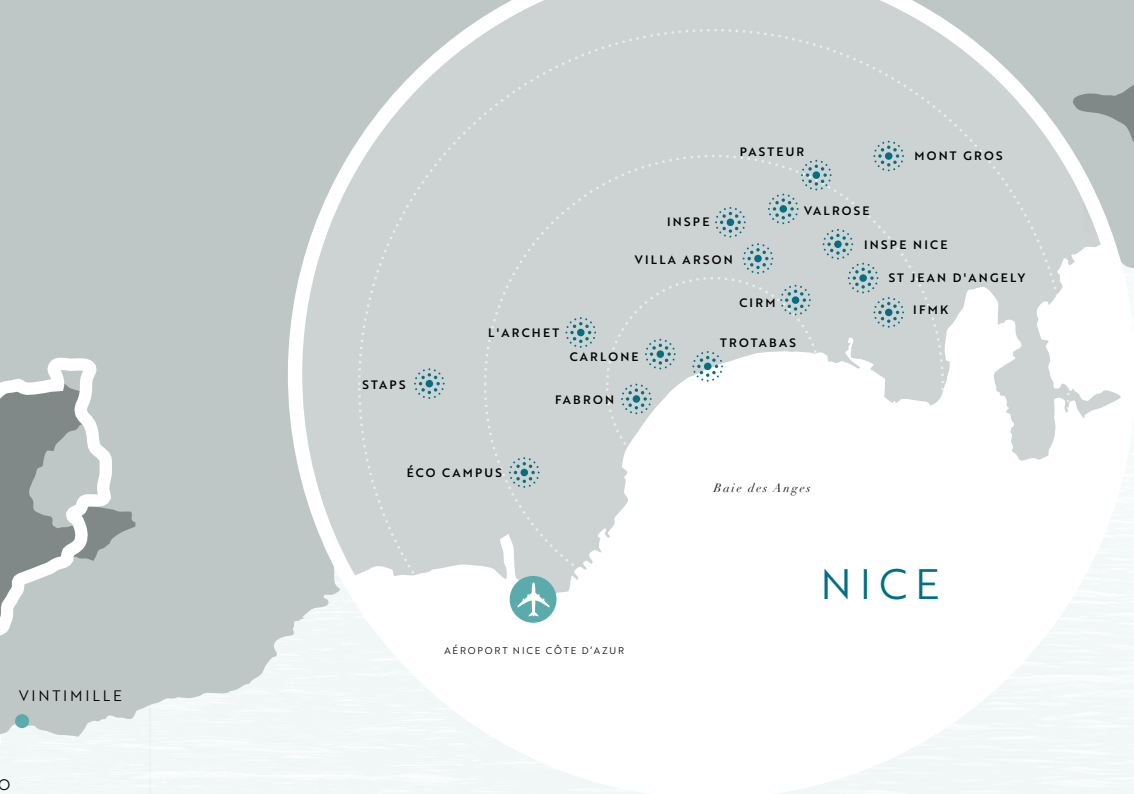 PASTEUR
MONT GROS
VALROSE
INSPE
INSPE NICE
VILLA ARSON
ST JEAN D'ANGELY
CIRM
IFMK
L'ARCHET
TROTABAS
CARLONE
STAPS
FABRON
ÉCO CAMPUS
Baie des Anges
NICE
AÉROPORT NICE CÔTE D'AZUR
VINTIMILLE
O